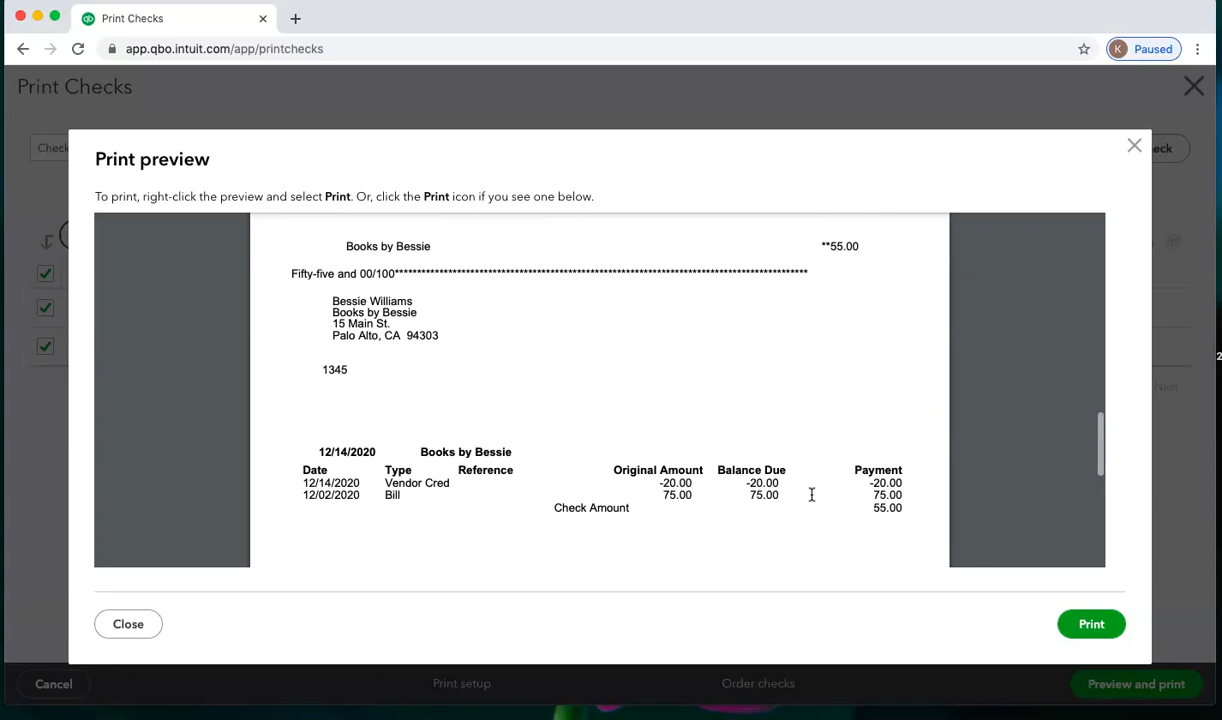 Print Checks
app.qbo.intuit.com/app/printchecks
K Paused
Print Checks
Check
eck
Print preview
To print, right-click the preview and select Print. Or, click the Print icon if you see one below.
Books by Bessie **55.00
Fifty-five and 00/100*******************************************************************************************
Bessie Williams
Books by Bessie
15 Main St.
Palo Alto, CA 94303
1345
12/14/2020 Books by Bessie
Date Type Reference Original Amount Balance Due Payment
12/14/2020 Vendor Cred -20.00 -20.00 -20.00
12/02/2020 Bill 75.00 75.00 75.00
Check Amount 55.00
Close Print
Cancel Print setup Order checks Preview and print